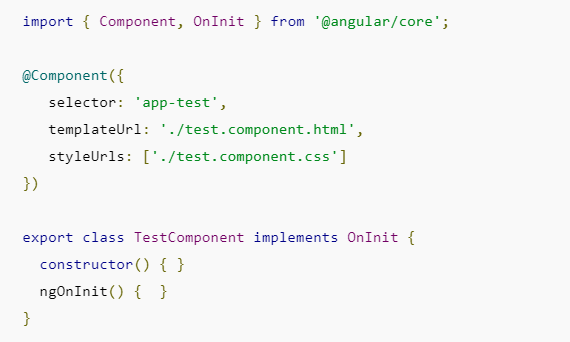 import { Component, OnInit } from '@angular/core';
@Component({
selector: 'app-test',
templateUrl: './test.component.html',
styleUrls: ['./test.component.css']
})
export class TestComponent implements OnInit {
constructor() { }
ngOnInit() {  }
}